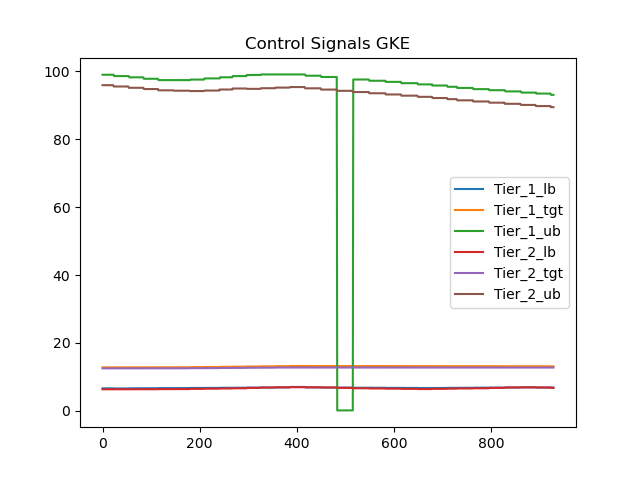 Control Signals GKE
100
80
60
40
20
0
Tier_1_lb
Tier_1_tgt
Tier_1_ub
Tier_2_lb
Tier_2_tgt
Tier_2_ub
0 200 400 600 800